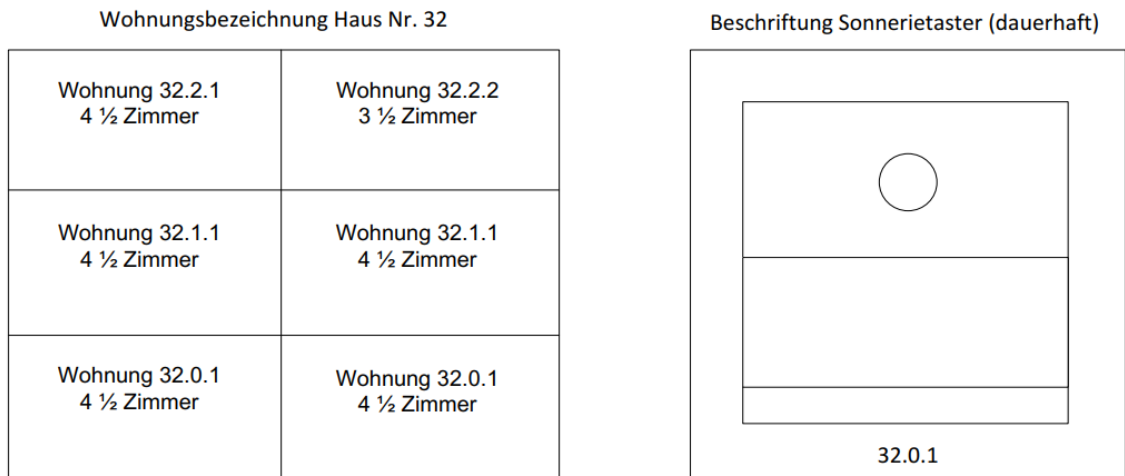 Wohnungsbezeichnung Haus Nr. 32
Wohnung 32.2.1
4 ½ Zimmer
Wohnung 32.2.2
3 ½ Zimmer
Wohnung 32.1.1
4 ½ Zimmer
Wohnung 32.1.1
4 ½ Zimmer
Wohnung 32.0.1
4 ½ Zimmer
Wohnung 32.0.1
4 ½ Zimmer
Beschriftung Sonnerietaster (dauerhaft)
32.0.1